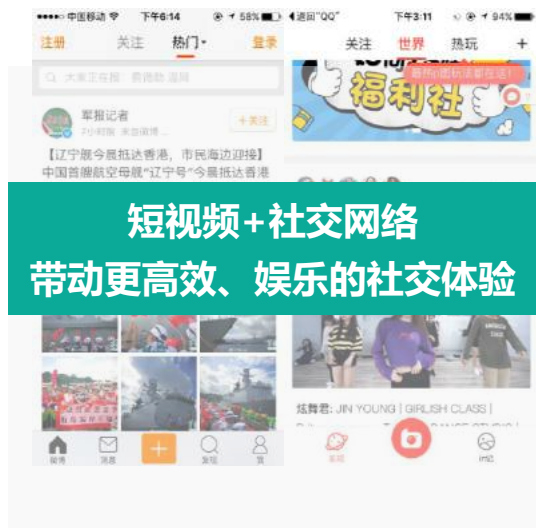 中国移动 下午6:14 58%
注册 关注 热门 登录
军报记者
+关注
【辽宁舰今晨抵达香港，市民海边迎接】
中国首艘航空母舰“辽宁号”今晨抵达香港
发现 我
返回"QQ" 下午3:11 94%
关注 世界 热玩 +
福利社
短视频+社交网络
带动更高效、娱乐的社交体验
炫舞君: JIN YOUNG | GIRLISH CLASS |